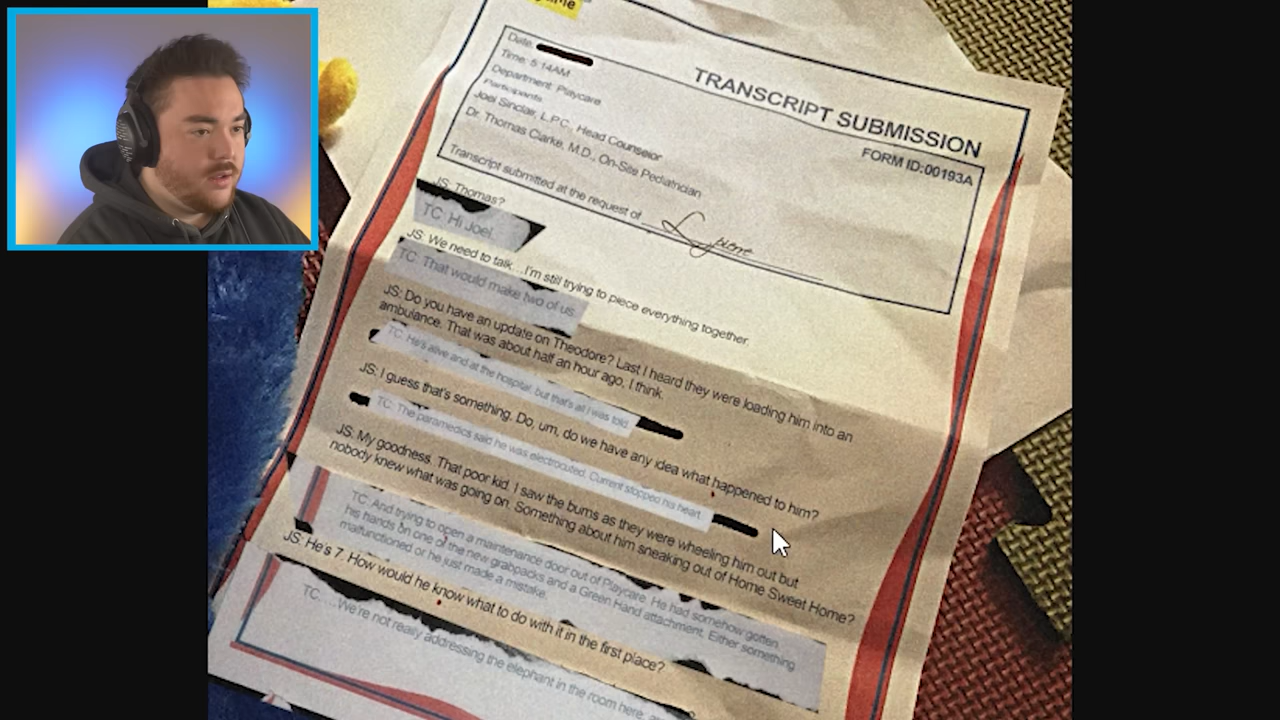 TRANSCRIPT SUBMISSION
FORM ID:00193A
Date:
Time: 5:14AM
Department: Playcare
Participants
Joel Sinclair, L.P.C., Head Counselor
Dr. Thomas Clarke, M.D., On-Site Pediatrician
Transcript submitted at the request of
JS: Thomas?
TC: Hi Joel.
JS: We need to talk...I'm still trying to piece everything together.
TC: That would make two of us.
JS: Do you have an update on Theodore? Last I heard they were loading him into an
ambulance. That was about half an hour ago, I think.
TC: He's alive and at the hospital, but that's all I was told.
JS: I guess that's something. Do, um, do we have any idea what happened to him?
TC: The paramedics said he was electrocuted. Current stopped his heart.
JS: My goodness. That poor kid. I saw the burns as they were wheeling him out but
nobody knew what was going on. Something about him sneaking out of Home Sweet Home?
TC: And trying to open a maintenance door out of Playcare. He had somehow gotten
his hands on one of the new grabpacks and a Green Hand attachment. Either something
malfunctioned or he just made a mistake.
JS: He's 7. How would he know what to do with it in the first place?
TC: ...We're not really addressing the elephant in the room here,